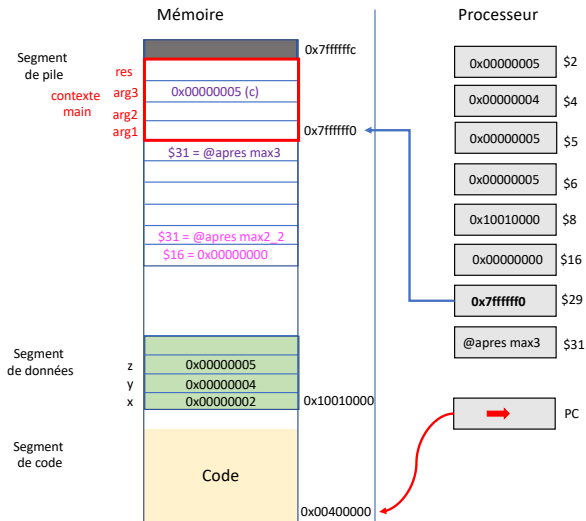 Mémoire
Processeur
0x7ffffffc
Segment
de pile
res
contexte
main
arg3
0x00000005 (c)
arg2
arg1
0x7ffffff0
$31 = @apres max3
$31 = @apres max2_2
$16 = 0x00000000
Segment
de données
z
0x00000005
y
0x00000004
x
0x00000002
0x10010000
Segment
de code
Code
0x00400000
0x00000005
$2
0x00000004
$4
0x00000005
$5
0x00000005
$6
0x10010000
$8
0x00000000
$16
0x7ffffff0
$29
@apres max3
$31
PC